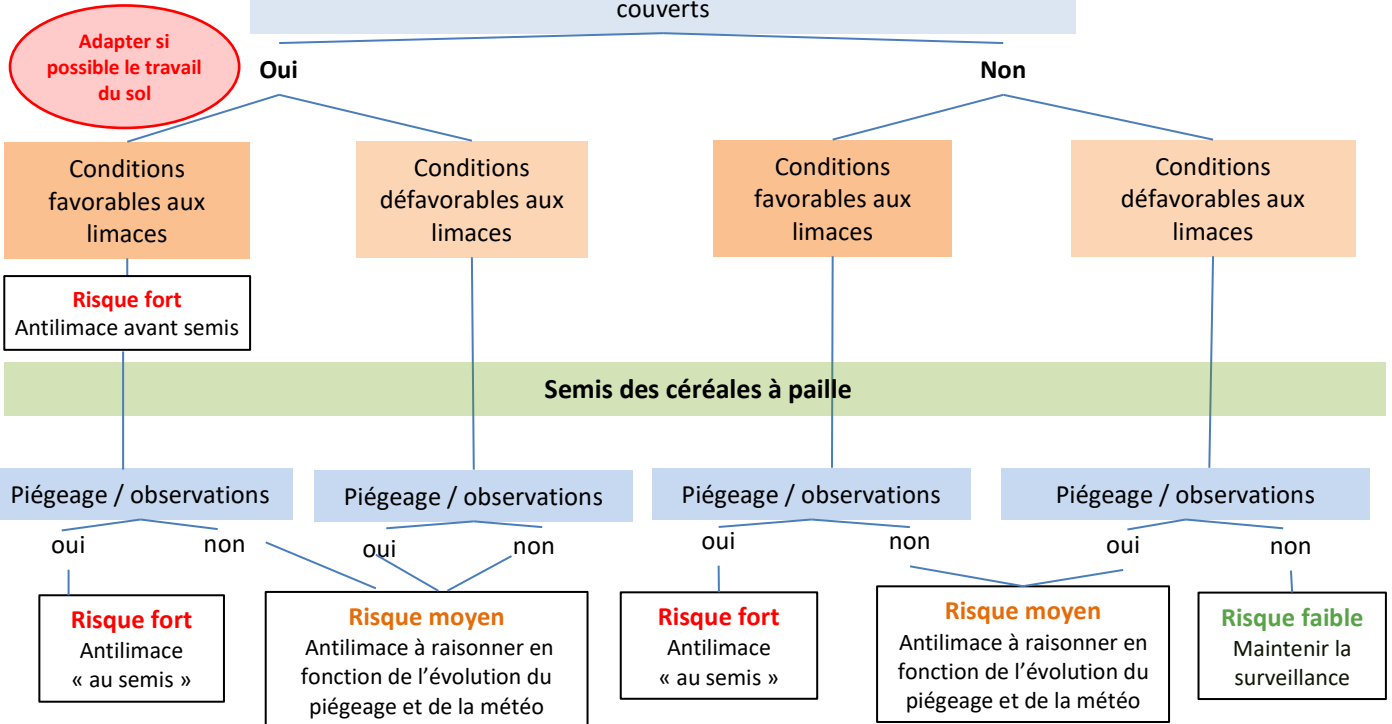 couverts
Adapter si
possible le travail
du sol
Oui
Non
Conditions
favorables aux
limaces
Conditions
défavorables aux
limaces
Conditions
favorables aux
limaces
Conditions
défavorables aux
limaces
Risque fort
Antilimace avant semis
Semis des céréales à paille
Piégeage / observations
Piégeage / observations
Piégeage / observations
Piégeage / observations
oui
non
oui
non
oui
non
oui
non
Risque fort
Antilimace
« au semis »
Risque moyen
Antilimace à raisonner en
fonction de l’évolution du
piégeage et de la météo
Risque fort
Antilimace
« au semis »
Risque moyen
Antilimace à raisonner en
fonction de l’évolution du
piégeage et de la météo
Risque faible
Maintenir la
surveillance